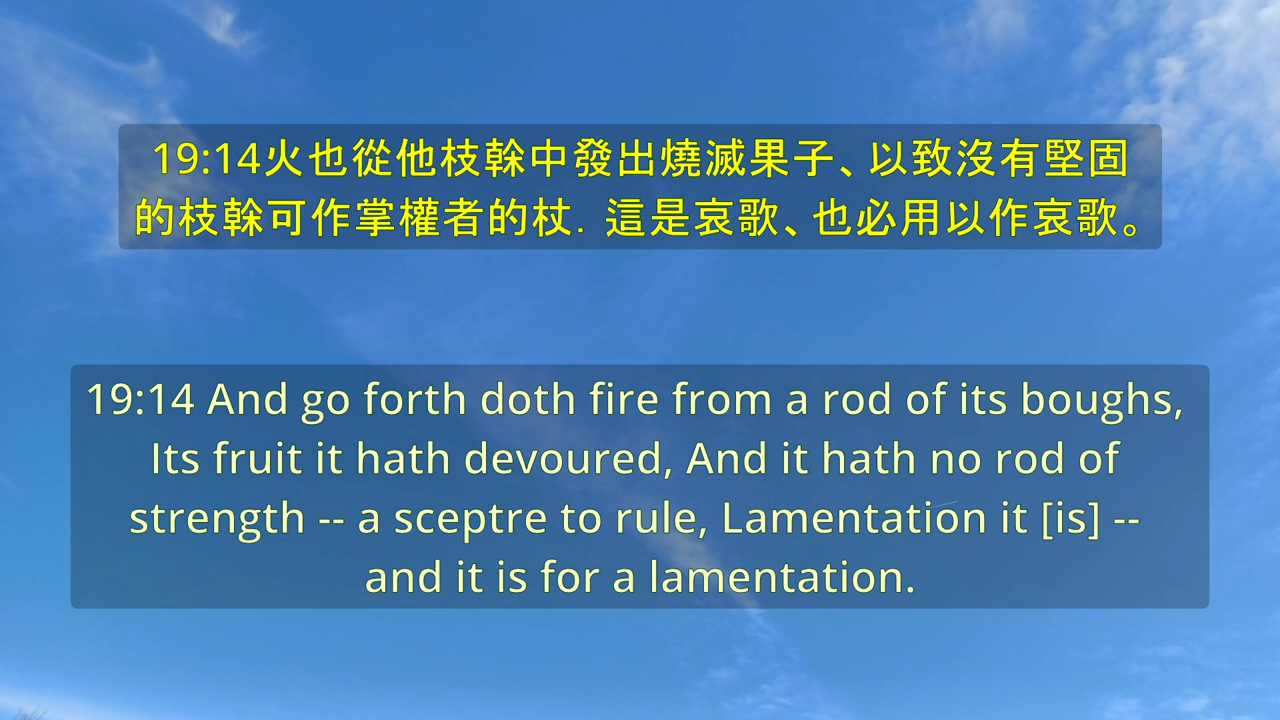 19:14火也從他枝榦中發出燒滅果子、以致沒有堅固
的枝榦可作掌權者的杖．這是哀歌、也必用以作哀歌。
19:14 And go forth doth fire from a rod of its boughs,
Its fruit it hath devoured, And it hath no rod of
strength -- a sceptre to rule, Lamentation it [is] --
and it is for a lamentation.